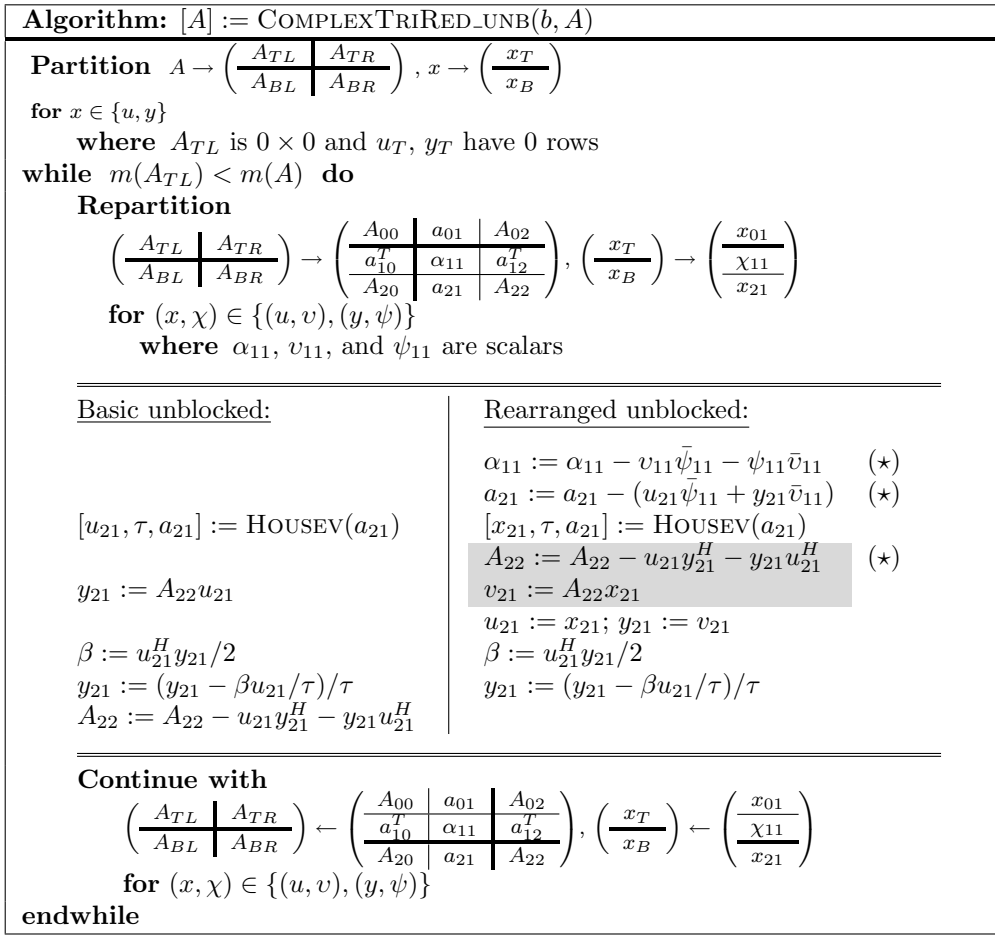 Algorithm: [A] := COMPLEXTRIRED_UNB(b, A)
Partition A → ( A_TL | A_TR / A_BL | A_BR ) , x → ( x_T / x_B )
for x ∈ {u, y}
where A_TL is 0 × 0 and u_T, y_T have 0 rows
while m(A_TL) < m(A) do
Repartition
( A_TL | A_TR / A_BL | A_BR ) → ( A_00 | a_01 | A_02 / a_10^T | α_11 | a_12^T / A_20 | a_21 | A_22 ), ( x_T / x_B ) → ( x_01 / χ_11 / x_21 )
for (x, χ) ∈ {(u, υ), (y, ψ)}
where α_11, υ_11, and ψ_11 are scalars
Basic unblocked: Rearranged unblocked:
α_11 := α_11 − υ_11 ψ̄_11 − ψ_11 ῡ_11 (⋆)
a_21 := a_21 − (u_21 ψ̄_11 + y_21 ῡ_11) (⋆)
[u_21, τ, a_21] := HOUSEV(a_21) [x_21, τ, a_21] := HOUSEV(a_21)
A_22 := A_22 − u_21 y_21^H − y_21 u_21^H (⋆)
y_21 := A_22 u_21 v_21 := A_22 x_21
u_21 := x_21; y_21 := v_21
β := u_21^H y_21/2 β := u_21^H y_21/2
y_21 := (y_21 − βu_21/τ)/τ y_21 := (y_21 − βu_21/τ)/τ
A_22 := A_22 − u_21 y_21^H − y_21 u_21^H
Continue with
( A_TL | A_TR / A_BL | A_BR ) ← ( A_00 | a_01 | A_02 / a_10^T | α_11 | a_12^T / A_20 | a_21 | A_22 ), ( x_T / x_B ) ← ( x_01 / χ_11 / x_21 )
for (x, χ) ∈ {(u, υ), (y, ψ)}
endwhile